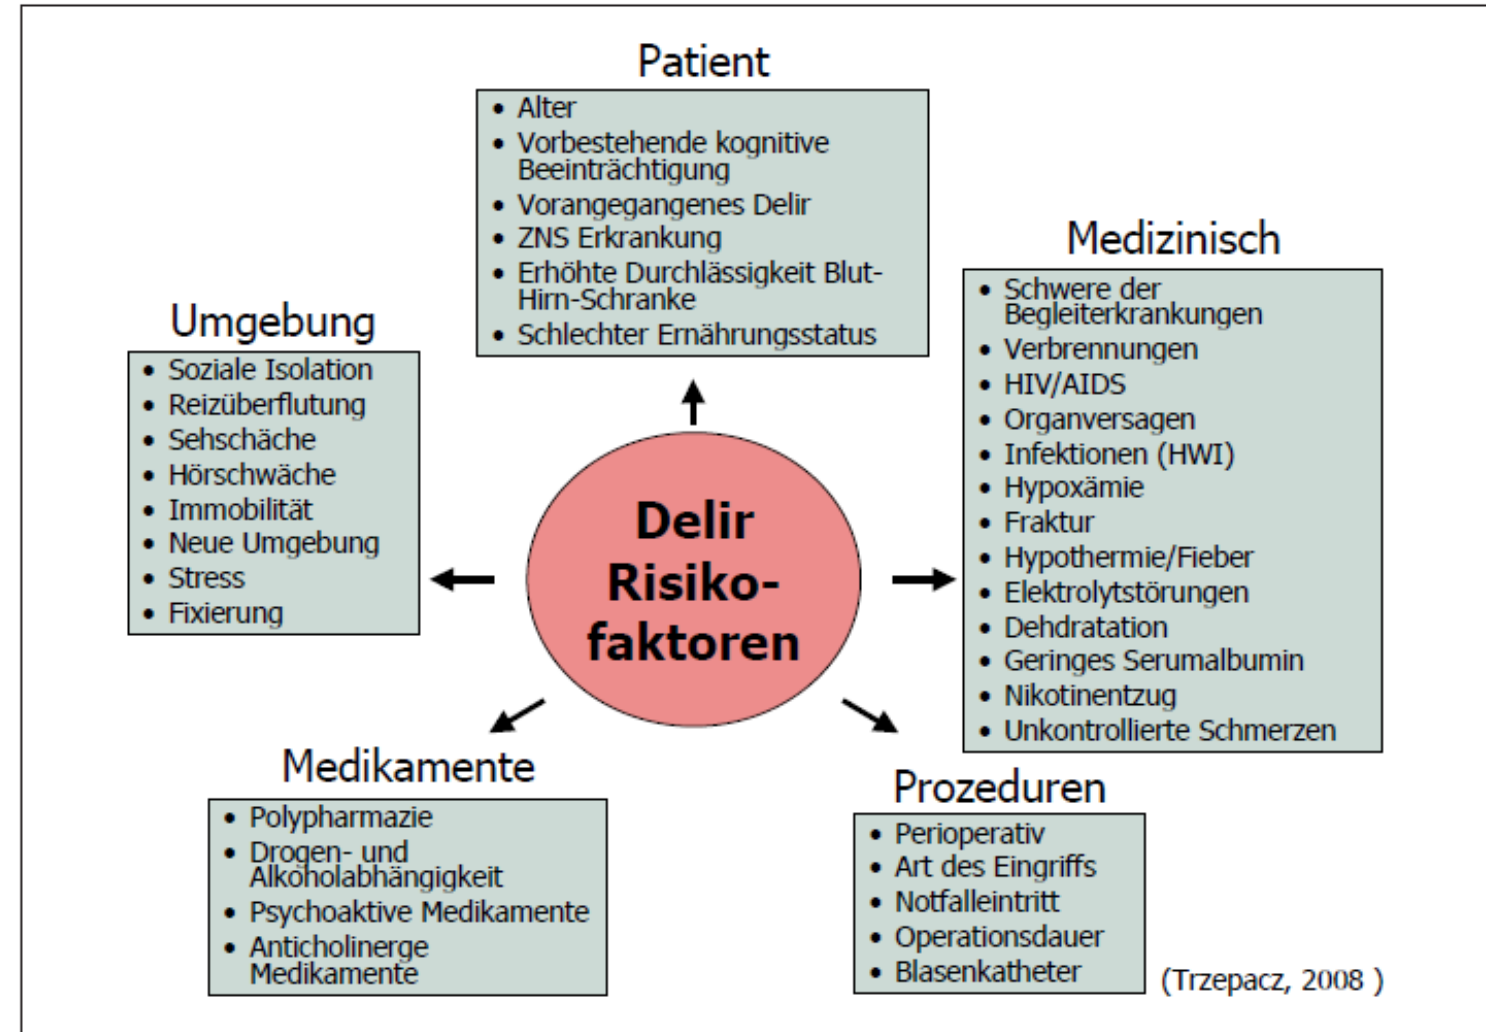 Patient
• Alter
• Vorbestehende kognitive
Beeinträchtigung
• Vorangegangenes Delir
• ZNS Erkrankung
• Erhöhte Durchlässigkeit Blut-
Hirn-Schranke
• Schlechter Ernährungsstatus
Medizinisch
• Schwere der
Begleiterkrankungen
• Verbrennungen
• HIV/AIDS
• Organversagen
• Infektionen (HWI)
• Hypoxämie
• Fraktur
• Hypothermie/Fieber
• Elektrolytstörungen
• Dehdratation
• Geringes Serumalbumin
• Nikotinentzug
• Unkontrollierte Schmerzen
Umgebung
• Soziale Isolation
• Reizüberflutung
• Sehschäche
• Hörschwäche
• Immobilität
• Neue Umgebung
• Stress
• Fixierung
Delir
Risiko-
faktoren
Medikamente
• Polypharmazie
• Drogen- und
Alkoholabhängigkeit
• Psychoaktive Medikamente
• Anticholinerge
Medikamente
Prozeduren
• Perioperativ
• Art des Eingriffs
• Notfalleintritt
• Operationsdauer
• Blasenkatheter
(Trzepacz, 2008 )